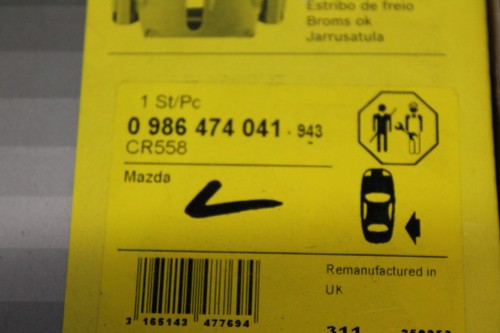 Estribo de freio
Broms ok
Jarrusatula
1 St/Pc
0 986 474 041 - 943
CR558
Mazda
Remanufactured in
UK
3 165143 477694
311